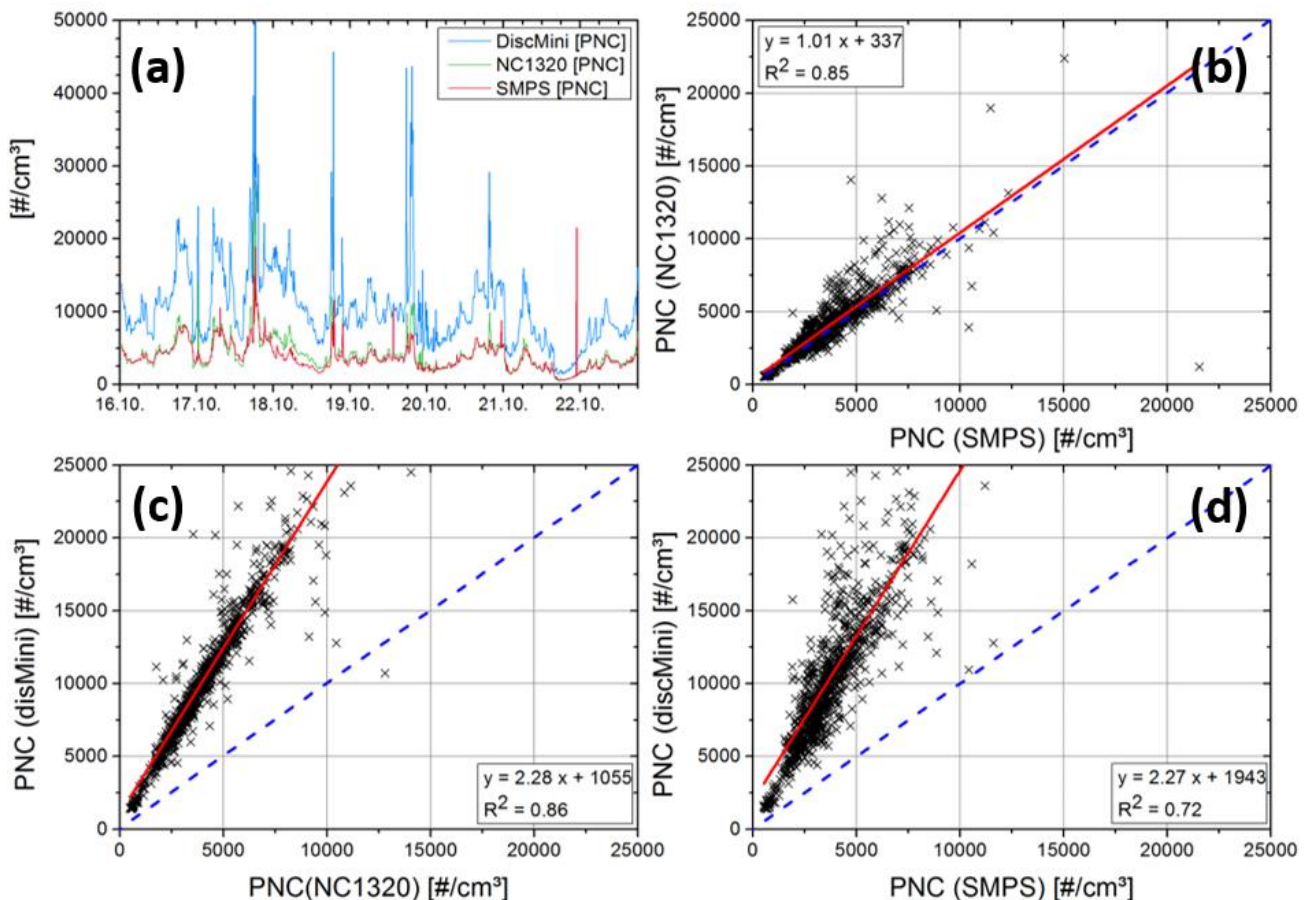 (a)
DiscMini [PNC]
NC1320 [PNC]
SMPS [PNC]
[#/cm³]
50000
40000
30000
20000
10000
0
16.10. 17.10. 18.10. 19.10. 20.10. 21.10. 22.10.
(b)
y = 1.01 x + 337
R² = 0.85
PNC (NC1320) [#/cm³]
25000
20000
15000
10000
5000
0
0 5000 10000 15000 20000 25000
PNC (SMPS) [#/cm³]
(c)
PNC (disMini) [#/cm³]
25000
20000
15000
10000
5000
0
y = 2.28 x + 1055
R² = 0.86
0 5000 10000 15000 20000 25000
PNC(NC1320) [#/cm³]
(d)
PNC (discMini) [#/cm³]
25000
20000
15000
10000
5000
0
y = 2.27 x + 1943
R² = 0.72
0 5000 10000 15000 20000 25000
PNC (SMPS) [#/cm³]